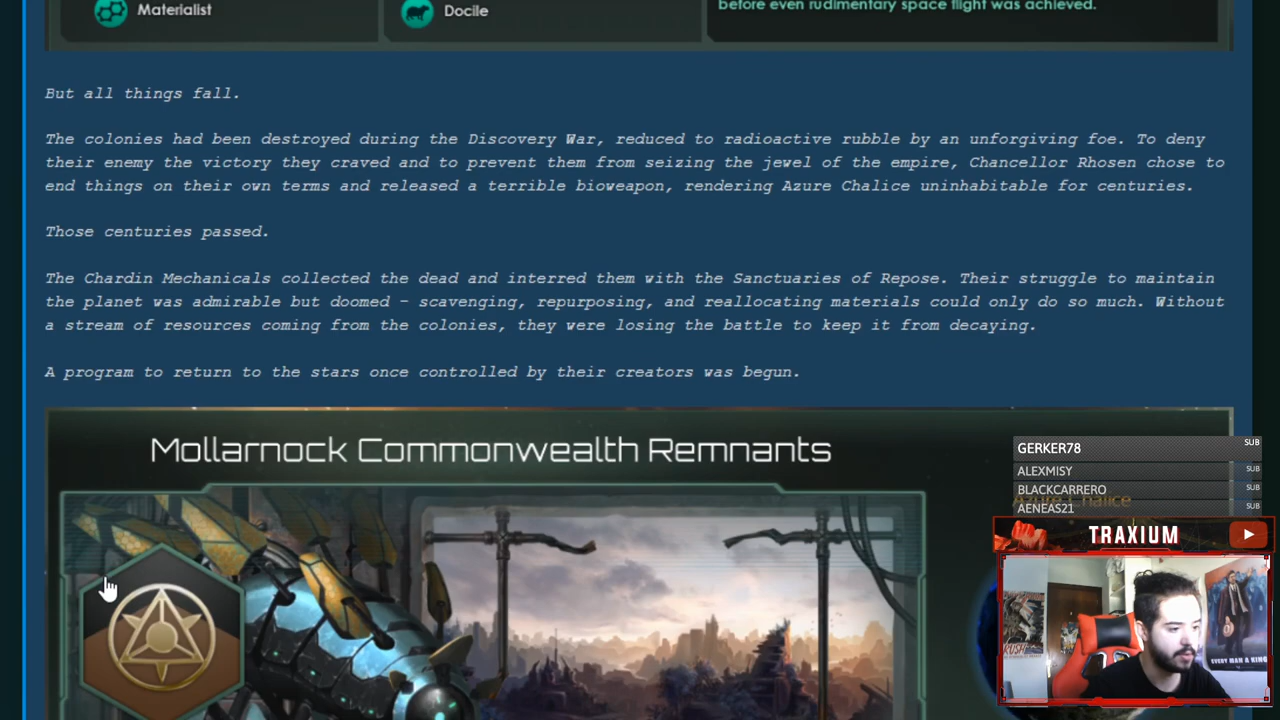 Materialist
Docile
before even rudimentary space flight was achieved.
But all things fall.
The colonies had been destroyed during the Discovery War, reduced to radioactive rubble by an unforgiving foe. To deny
their enemy the victory they craved and to prevent them from seizing the jewel of the empire, Chancellor Rhosen chose to
end things on their own terms and released a terrible bioweapon, rendering Azure Chalice uninhabitable for centuries.
Those centuries passed.
The Chardin Mechanicals collected the dead and interred them with the Sanctuaries of Repose. Their struggle to maintain
the planet was admirable but doomed – scavenging, repurposing, and reallocating materials could only do so much. Without
a stream of resources coming from the colonies, they were losing the battle to keep it from decaying.
A program to return to the stars once controlled by their creators was begun.
Mollarnock Commonwealth Remnants
GERKER78 SUB
ALEXMISY SUB
BLACKCARRERO SUB
Azure Chalice
AENEAS21 SUB
TRAXIUM
EVERY MAN A KING